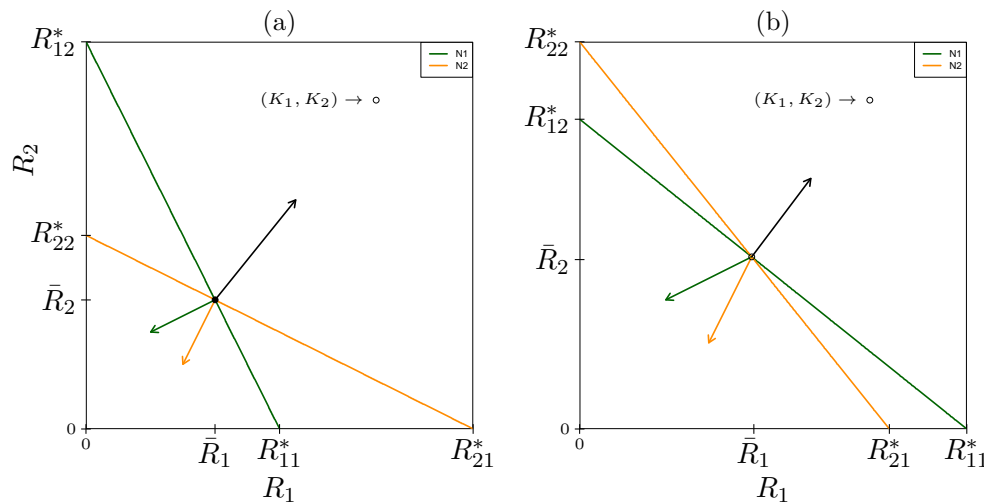 (a)
R*12
N1
N2
(K1, K2) → ∘
R2
R*22
R̄2
0
0
R̄1
R*11
R*21
R1
(b)
R*22
N1
N2
(K1, K2) → ∘
R*12
R̄2
0
0
R̄1
R*21
R*11
R1